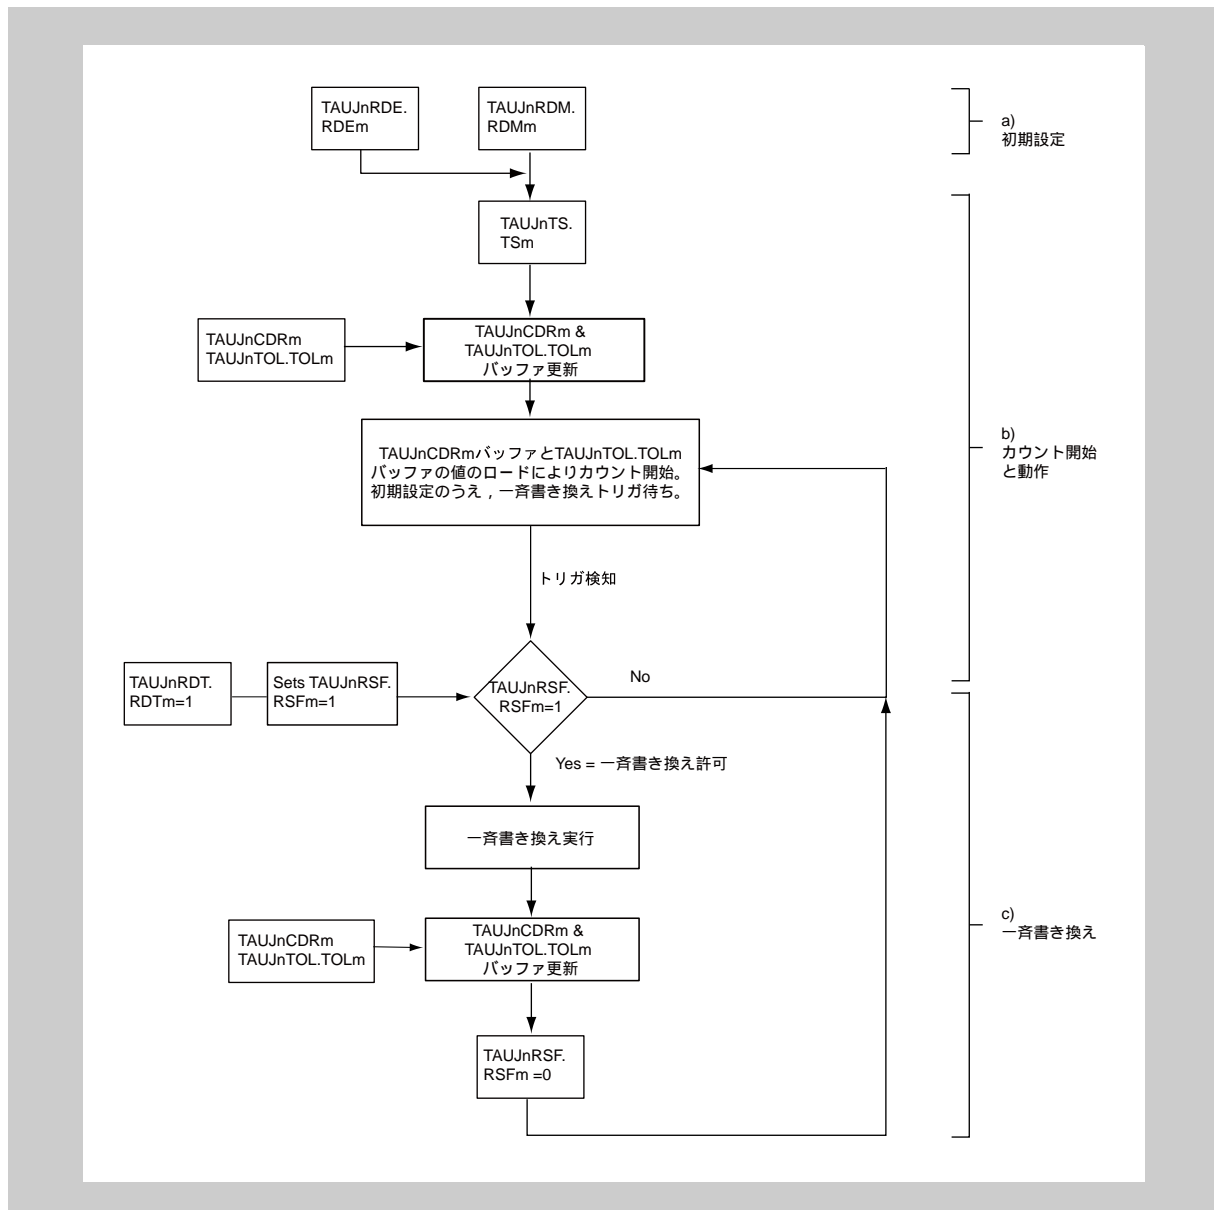 TAUJnRDE.
RDEm
TAUJnRDM.
RDMm
a)
初期設定
TAUJnTS.
TSm
TAUJnCDRm
TAUJnTOL.TOLm
TAUJnCDRm &
TAUJnTOL.TOLm
バッファ更新
TAUJnCDRmバッファとTAUJnTOL.TOLm
バッファの値のロードによりカウント開始。
初期設定のうえ，一斉書き換えトリガ待ち。
b)
カウント開始
と動作
トリガ検知
TAUJnRDT.
RDTm=1
Sets TAUJnRSF.
RSFm=1
TAUJnRSF.
RSFm=1
No
Yes = 一斉書き換え許可
一斉書き換え実行
TAUJnCDRm
TAUJnTOL.TOLm
TAUJnCDRm &
TAUJnTOL.TOLm
バッファ更新
c)
一斉書き換え
TAUJnRSF.
RSFm =0